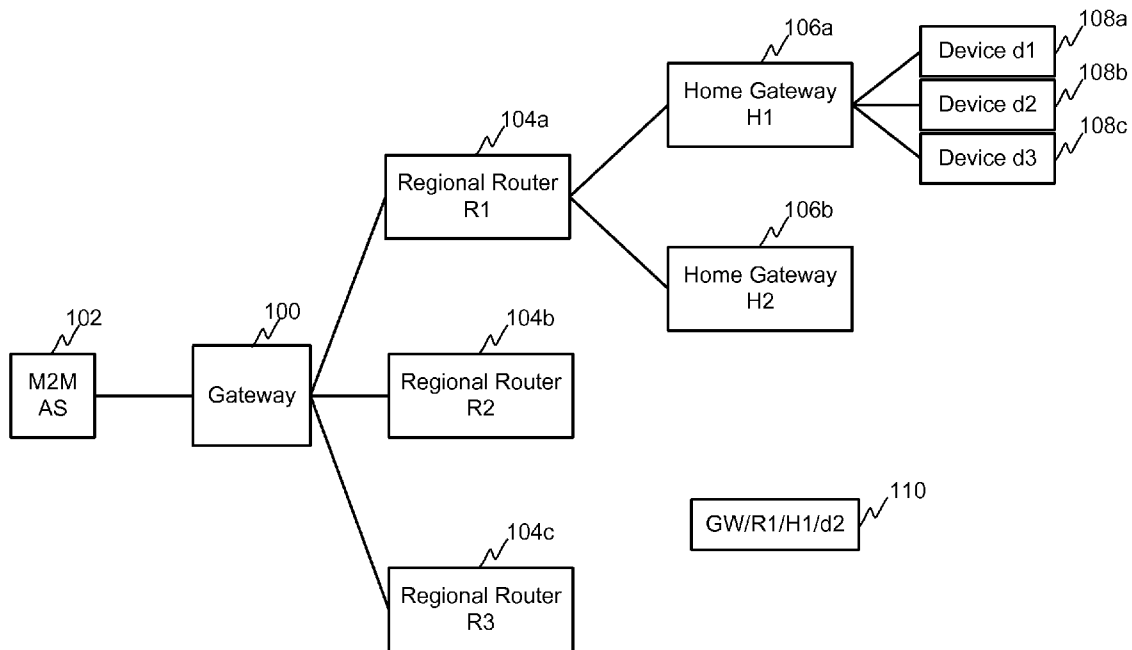 106a
Home Gateway
H1
108a
Device d1
108b
Device d2
108c
Device d3
104a
Regional Router
R1
106b
Home Gateway
H2
102
M2M
AS
100
Gateway
104b
Regional Router
R2
104c
Regional Router
R3
110
GW/R1/H1/d2